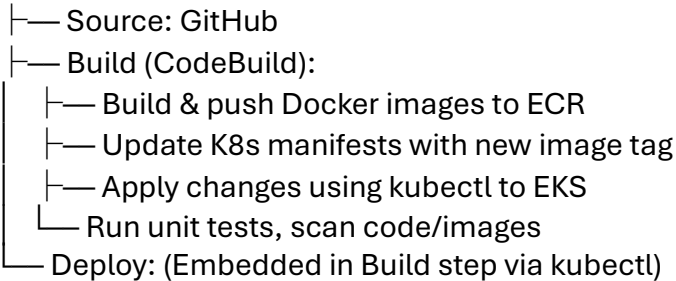 ├── Source: GitHub
├── Build (CodeBuild):
│   ├── Build & push Docker images to ECR
│   ├── Update K8s manifests with new image tag
│   ├── Apply changes using kubectl to EKS
│   └── Run unit tests, scan code/images
└── Deploy: (Embedded in Build step via kubectl)